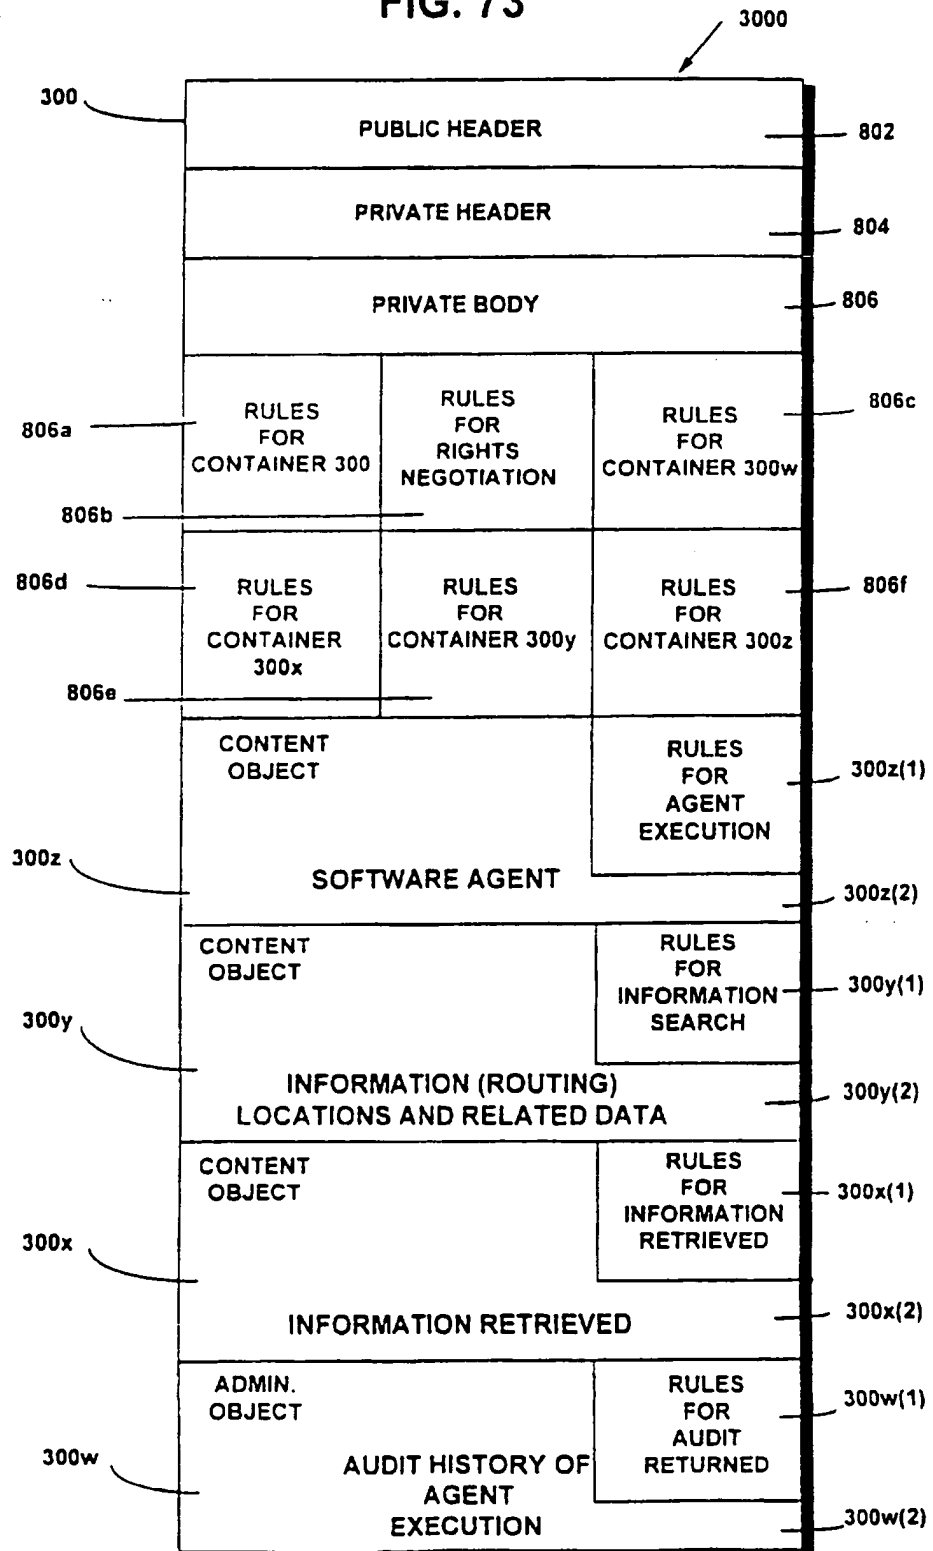 FIG. 73
3000
300
PUBLIC HEADER
802
PRIVATE HEADER
804
PRIVATE BODY
806
806a
RULES
FOR
CONTAINER 300
806b
RULES
FOR
RIGHTS
NEGOTIATION
806c
RULES
FOR
CONTAINER 300w
806d
RULES
FOR
CONTAINER
300x
806e
RULES
FOR
CONTAINER 300y
806f
RULES
FOR
CONTAINER 300z
CONTENT
OBJECT
RULES
FOR
AGENT
EXECUTION
300z(1)
300z
SOFTWARE AGENT
300z(2)
CONTENT
OBJECT
RULES
FOR
INFORMATION
SEARCH
300y(1)
300y
INFORMATION (ROUTING)
LOCATIONS AND RELATED DATA
300y(2)
CONTENT
OBJECT
RULES
FOR
INFORMATION
RETRIEVED
300x(1)
300x
INFORMATION RETRIEVED
300x(2)
ADMIN.
OBJECT
RULES
FOR
AUDIT
RETURNED
300w(1)
300w
AUDIT HISTORY OF
AGENT
EXECUTION
300w(2)